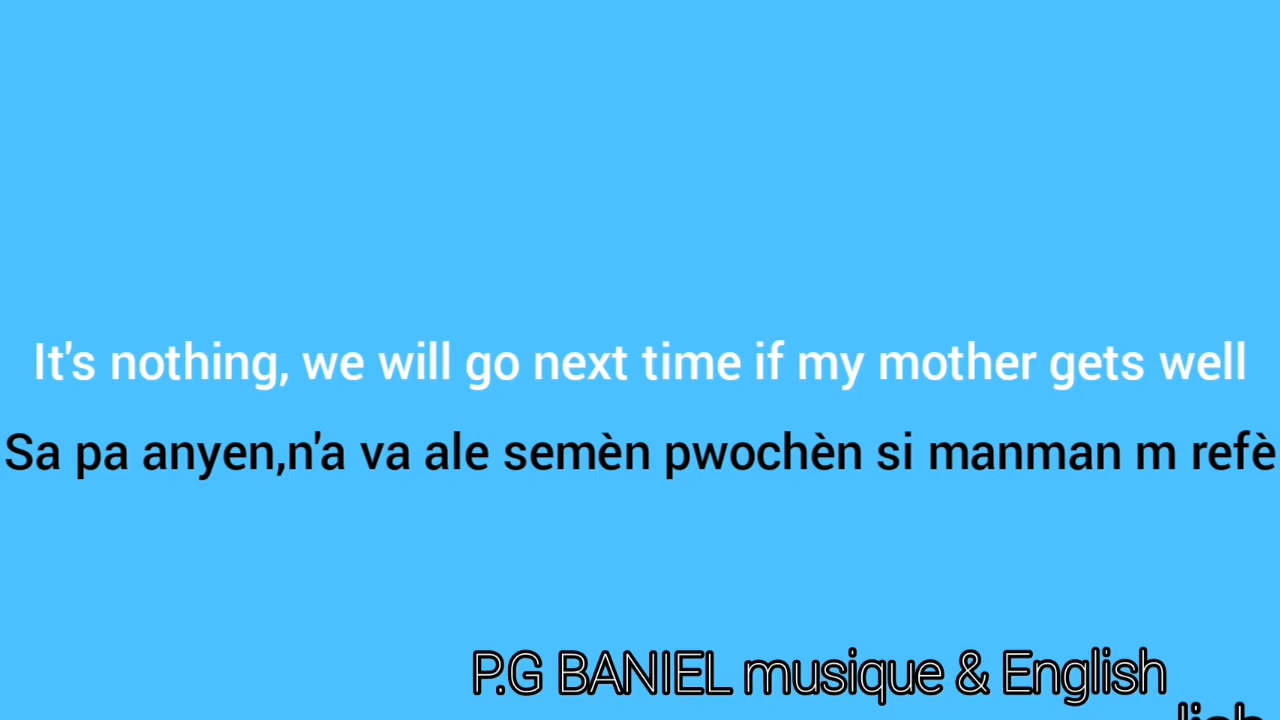 It's nothing, we will go next time if my mother gets well
Sa pa anyen,n'a va ale semèn pwochèn si manman m refè
P.G BANIEL musique & English